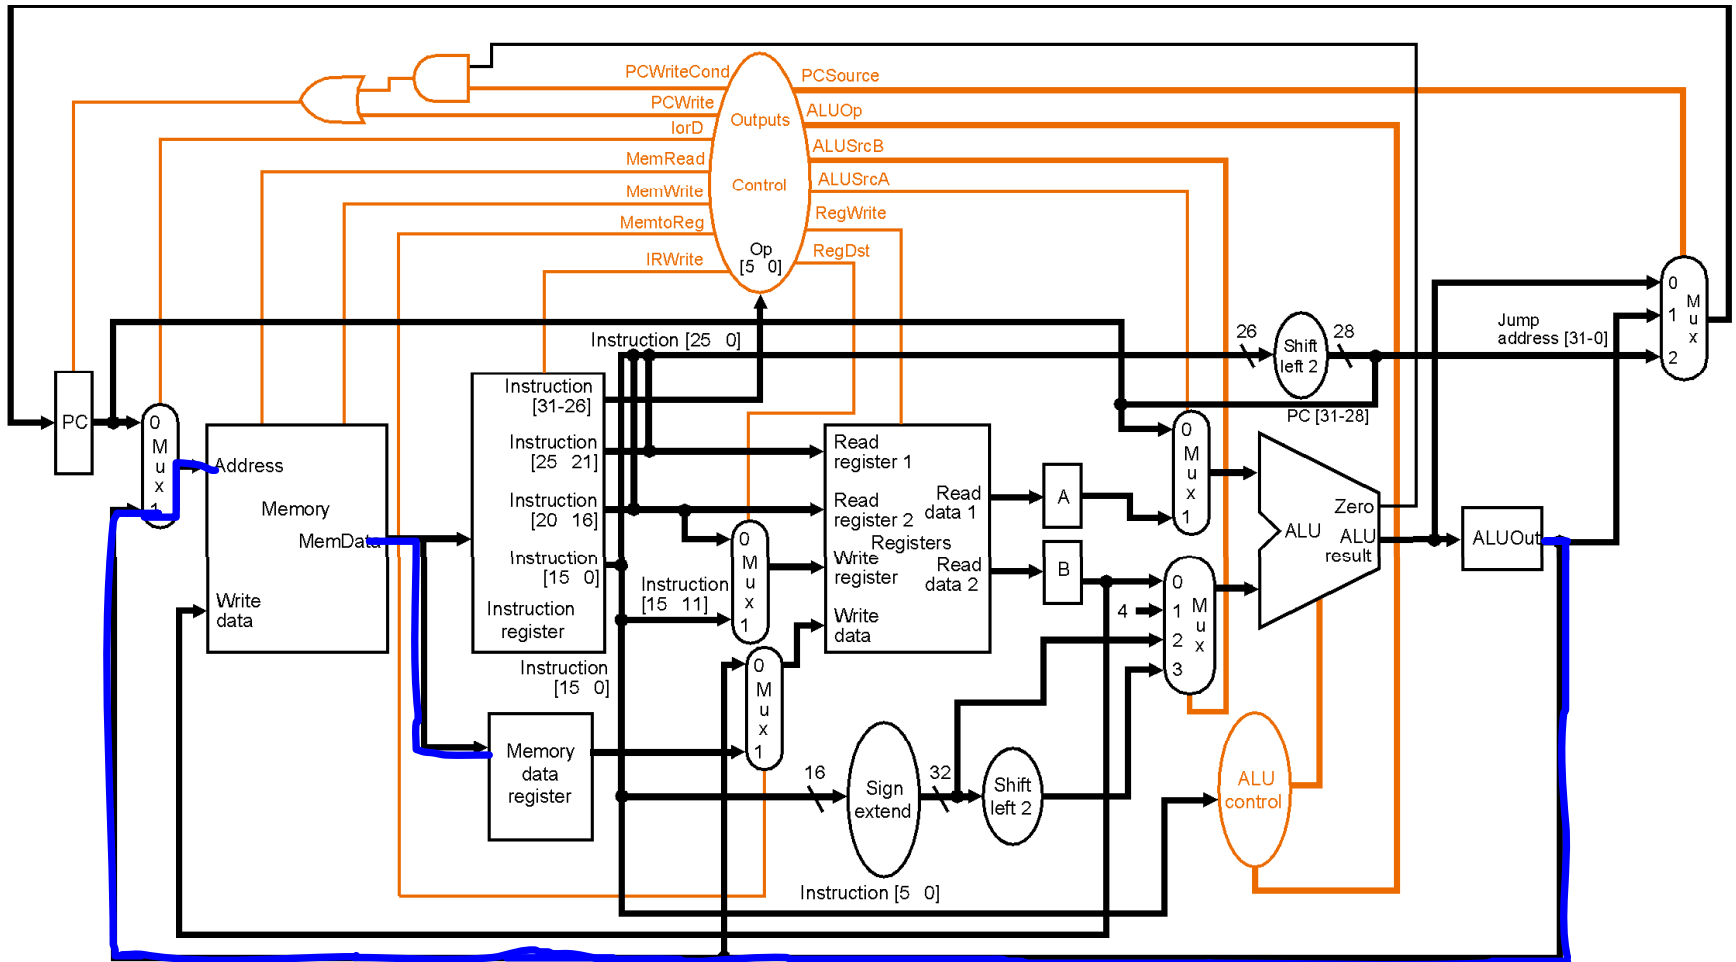 PCWriteCond
PCSource
PCWrite
ALUOp
Outputs
IorD
ALUSrcB
MemRead
Control
ALUSrcA
MemWrite
RegWrite
MemtoReg
Op
[5 0]
RegDst
IRWrite
0
M
u
x
1
2
Instruction [25 0]
26
Shift
left 2
28
Jump
address [31-0]
PC [31-28]
PC
0
M
u
x
1
Address
Memory
MemData
Write
data
Instruction
[31-26]
Instruction
[25 21]
Instruction
[20 16]
Instruction
[15 0]
Instruction
register
Instruction
[15 0]
Instruction
[15 11]
0
M
u
x
1
0
M
u
x
1
Memory
data
register
Read
register 1
Read
register 2
Registers
Write
register
Write
data
Read
data 1
Read
data 2
A
B
4
0
M
u
x
1
0
1
2
3
M
u
x
Zero
ALU
ALU
result
ALUOut
16
Sign
extend
32
Shift
left 2
ALU
control
Instruction [5 0]